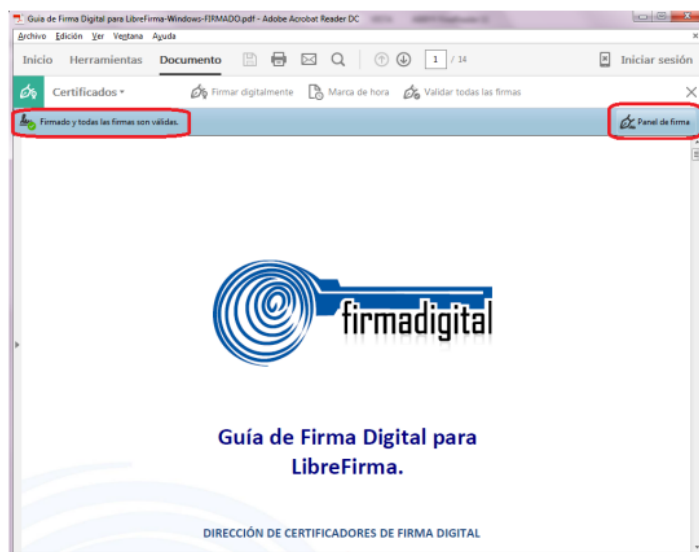 Guia de Firma Digital para LibreFirma-Windows-FIRMADO.pdf - Adobe Acrobat Reader DC
Archivo Edición Ver Ventana Ayuda
Inicio Herramientas Documento 1 / 14 Iniciar sesión
Certificados Firmar digitalmente Marca de hora Validar todas las firmas
Firmado y todas las firmas son válidas. Panel de firma
firmadigital
Guía de Firma Digital para
LibreFirma.
DIRECCIÓN DE CERTIFICADORES DE FIRMA DIGITAL